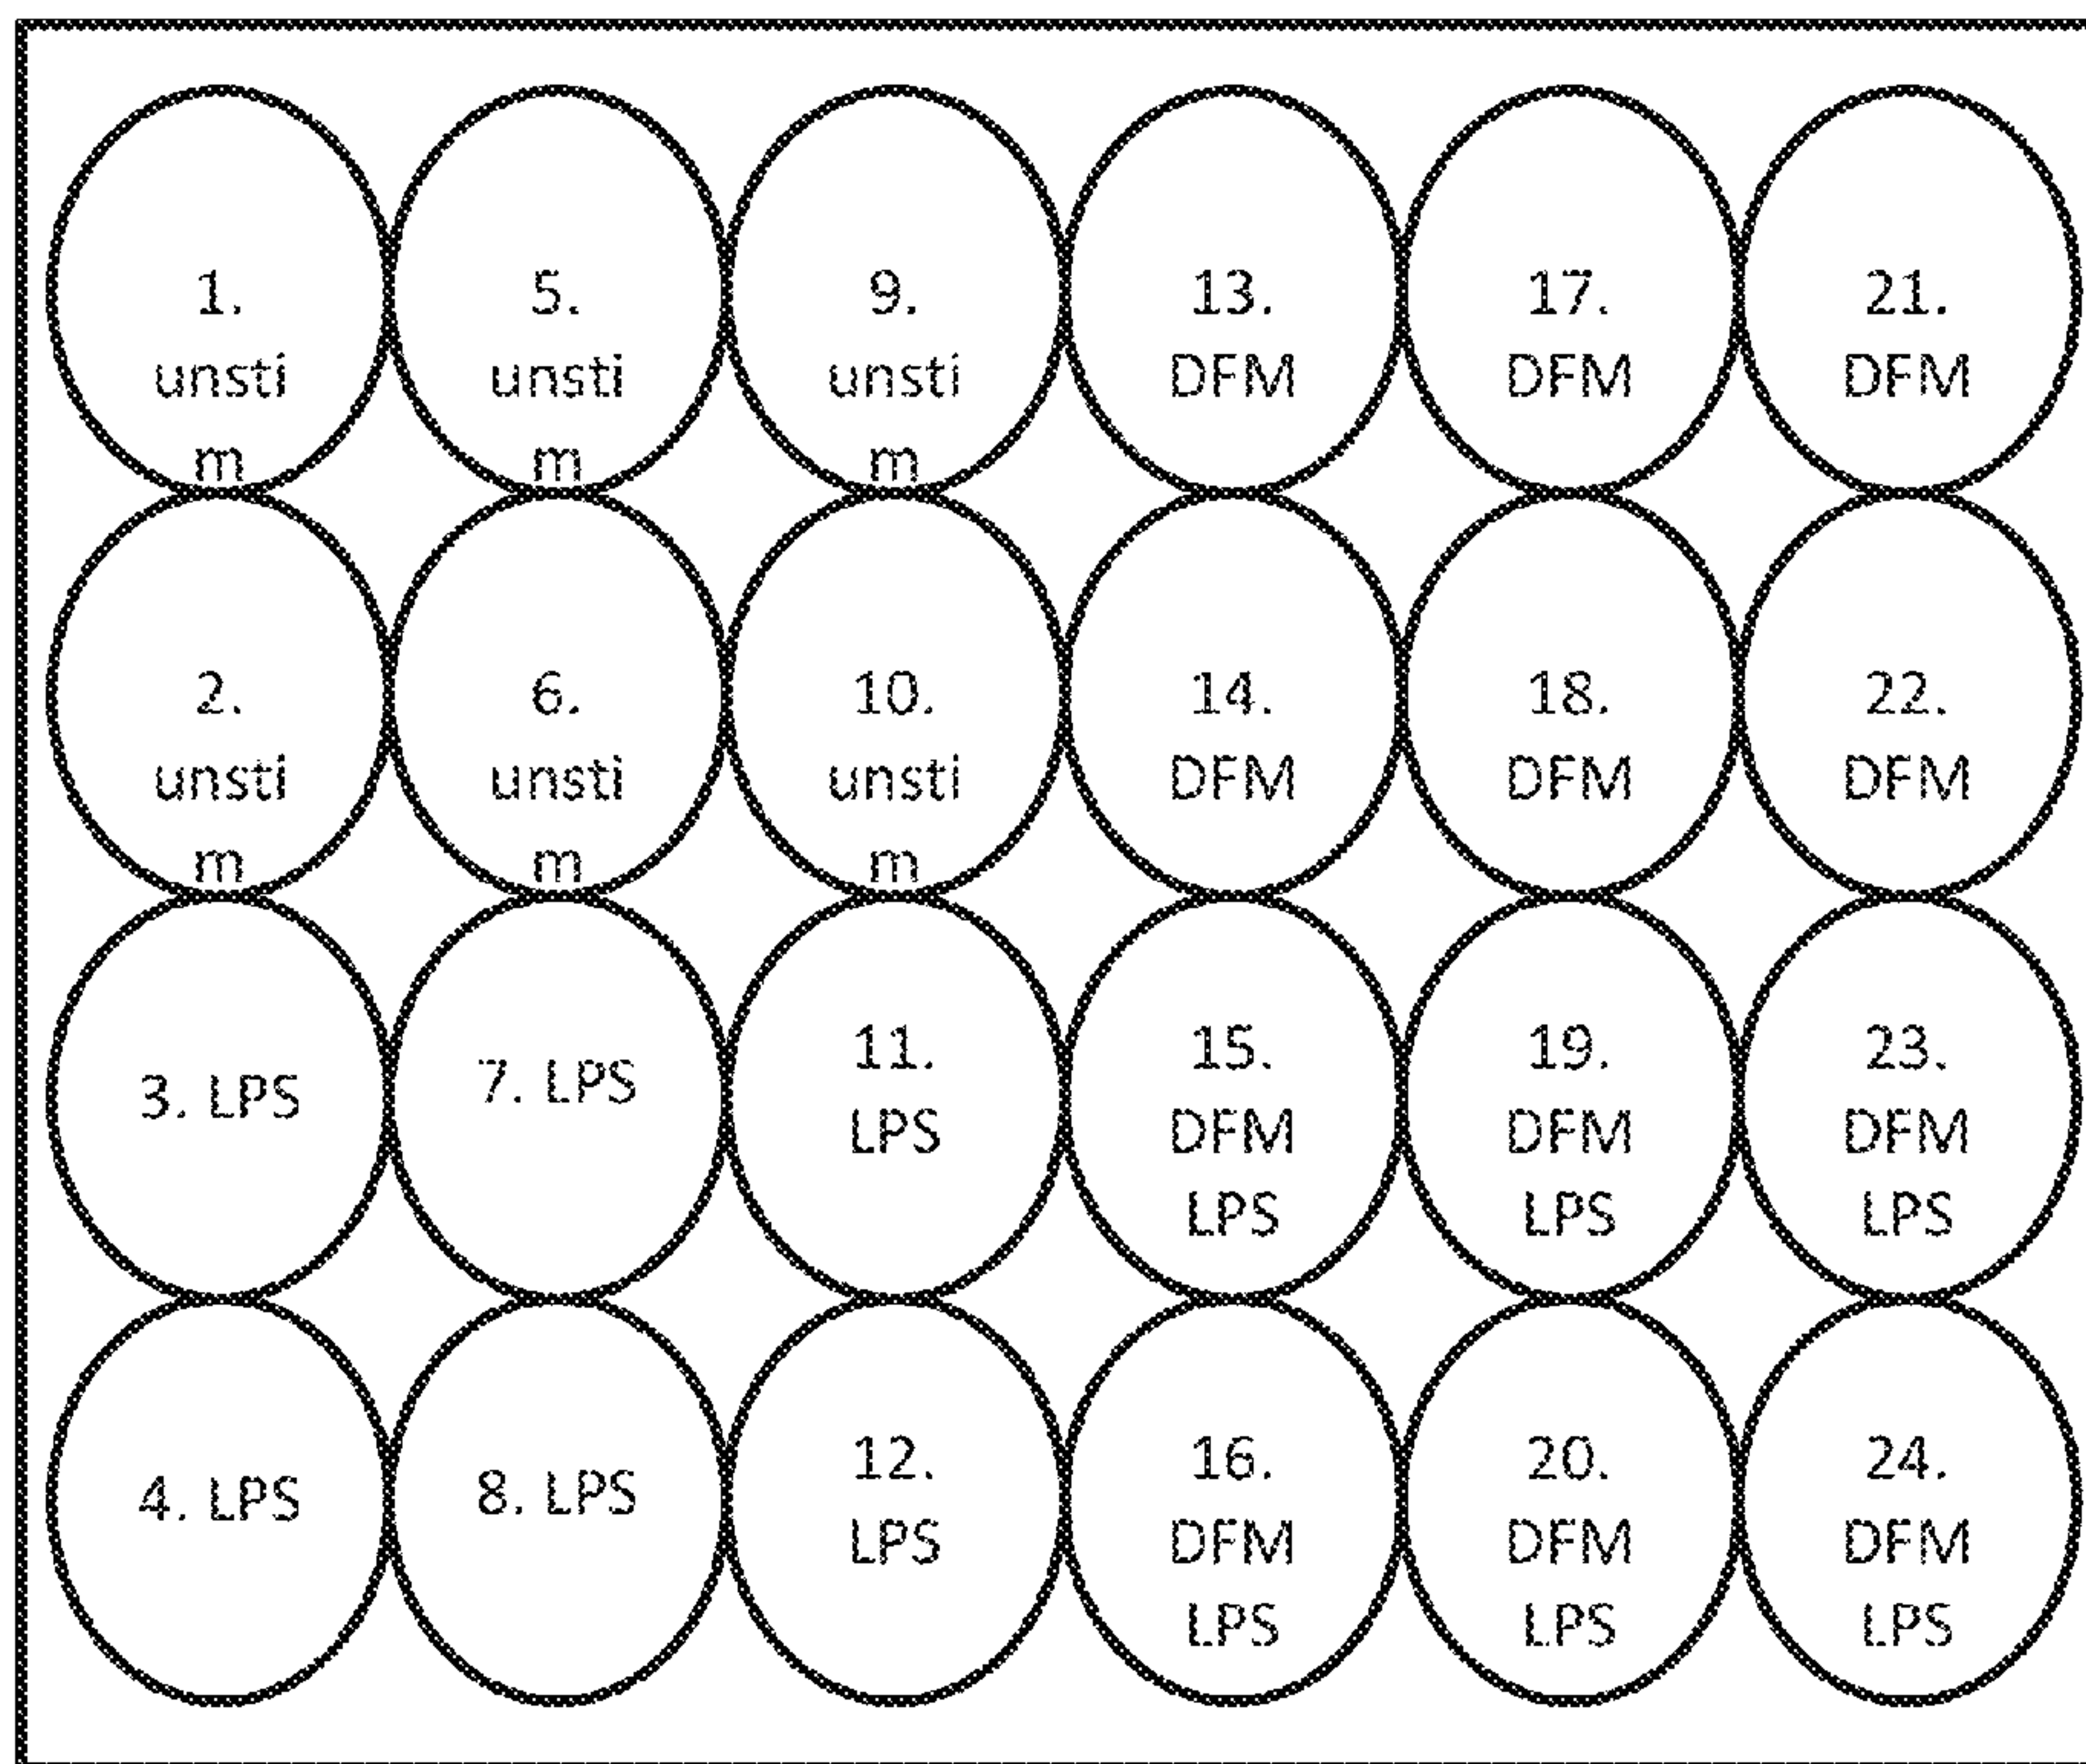 1.
unsti
m
5.
unsti
m
9.
unsti
m
13.
DFM
17.
DFM
21.
DFM
2.
unsti
m
6.
unsti
m
10.
unsti
m
14.
DFM
18.
DFM
22.
DFM
3. LPS
7. LPS
11.
LPS
15.
DFM
LPS
19.
DFM
LPS
23.
DFM
LPS
4. LPS
8. LPS
12.
LPS
16.
DFM
LPS
20.
DFM
LPS
24.
DFM
LPS